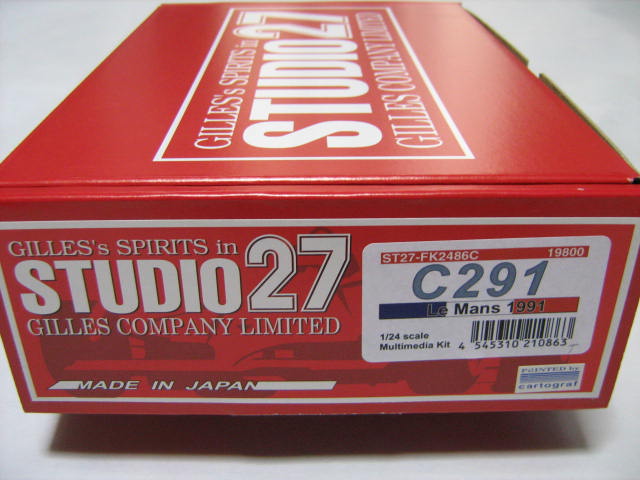 GILLES's SPIRITS in
STUDIO27
GILLES COMPANY LIMITED
GILLES's SPIRITS in
STUDIO27
GILLES COMPANY LIMITED
MADE IN JAPAN
ST27-FK2486C 19800
C291
Le Mans 1991
1/24 scale
Multimedia Kit
4 545310 210863
PRINTED by
cartograf